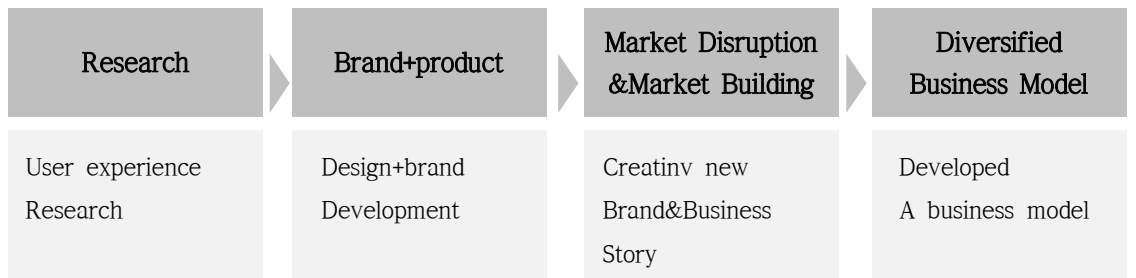 Research
Brand+product
Market Disruption
&Market Building
Diversified
Business Model
User experience
Research
Design+brand
Development
Creatinv new
Brand&Business
Story
Developed
A business model